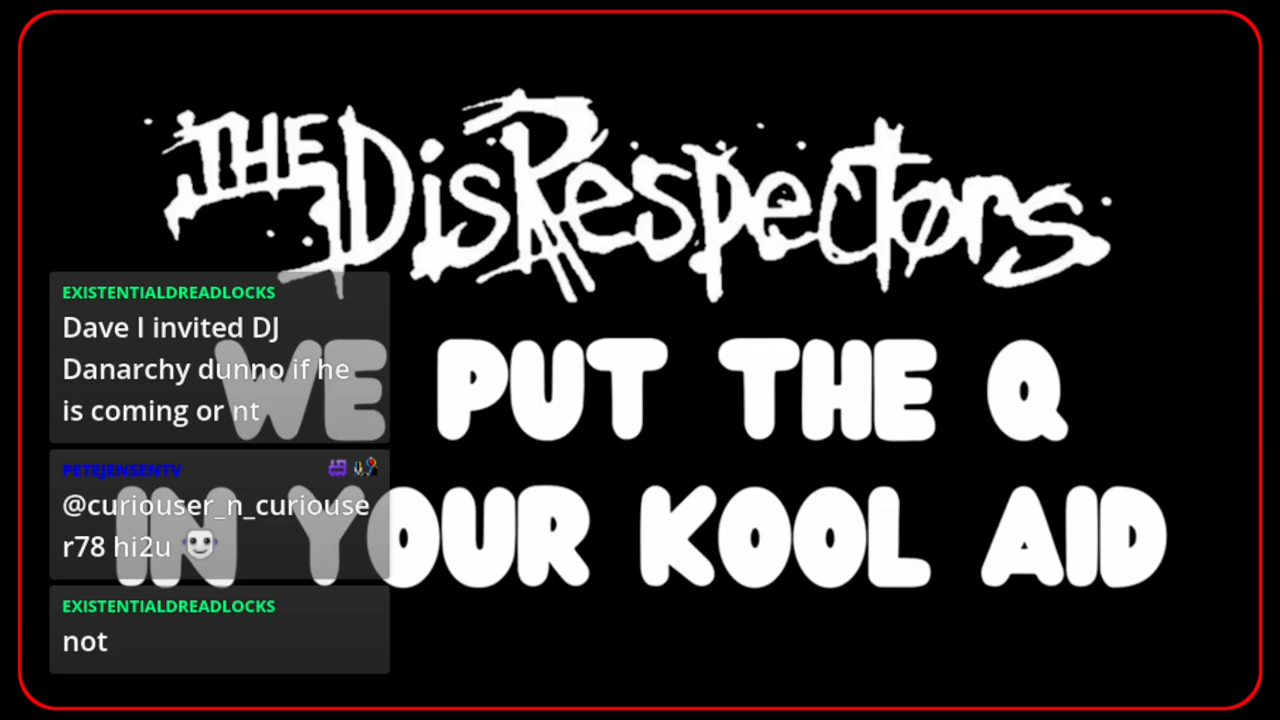 THE DisRespectors
WE PUT THE Q
IN YOUR KOOL AID
EXISTENTIALDREADLOCKS
Dave I invited DJ
Danarchy dunno if he
is coming or nt
PETEJENSENTV
@curiouser_n_curiouse
r78 hi2u
EXISTENTIALDREADLOCKS
not